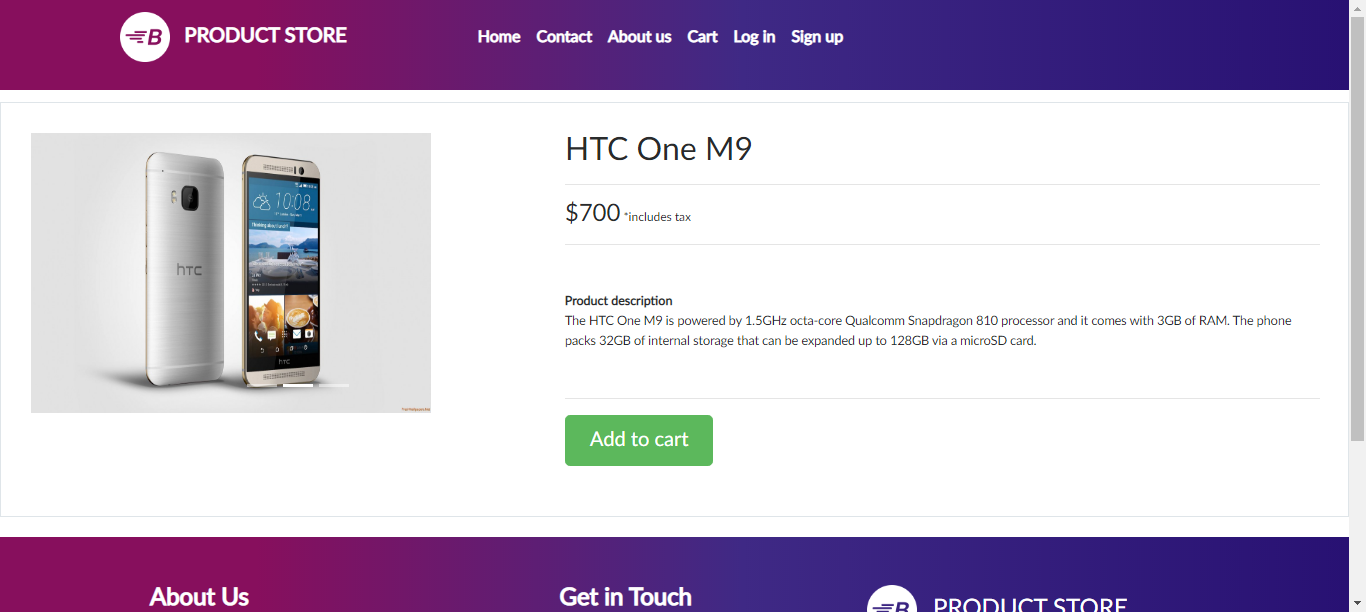 B PRODUCT STORE
Home Contact About us Cart Log in Sign up
HTC One M9
$700 *includes tax
hTC
10:08
hTC
Product description
The HTC One M9 is powered by 1.5GHz octa-core Qualcomm Snapdragon 810 processor and it comes with 3GB of RAM. The phone
packs 32GB of internal storage that can be expanded up to 128GB via a microSD card.
Add to cart
About Us
Get in Touch
B PRODUCT STORE